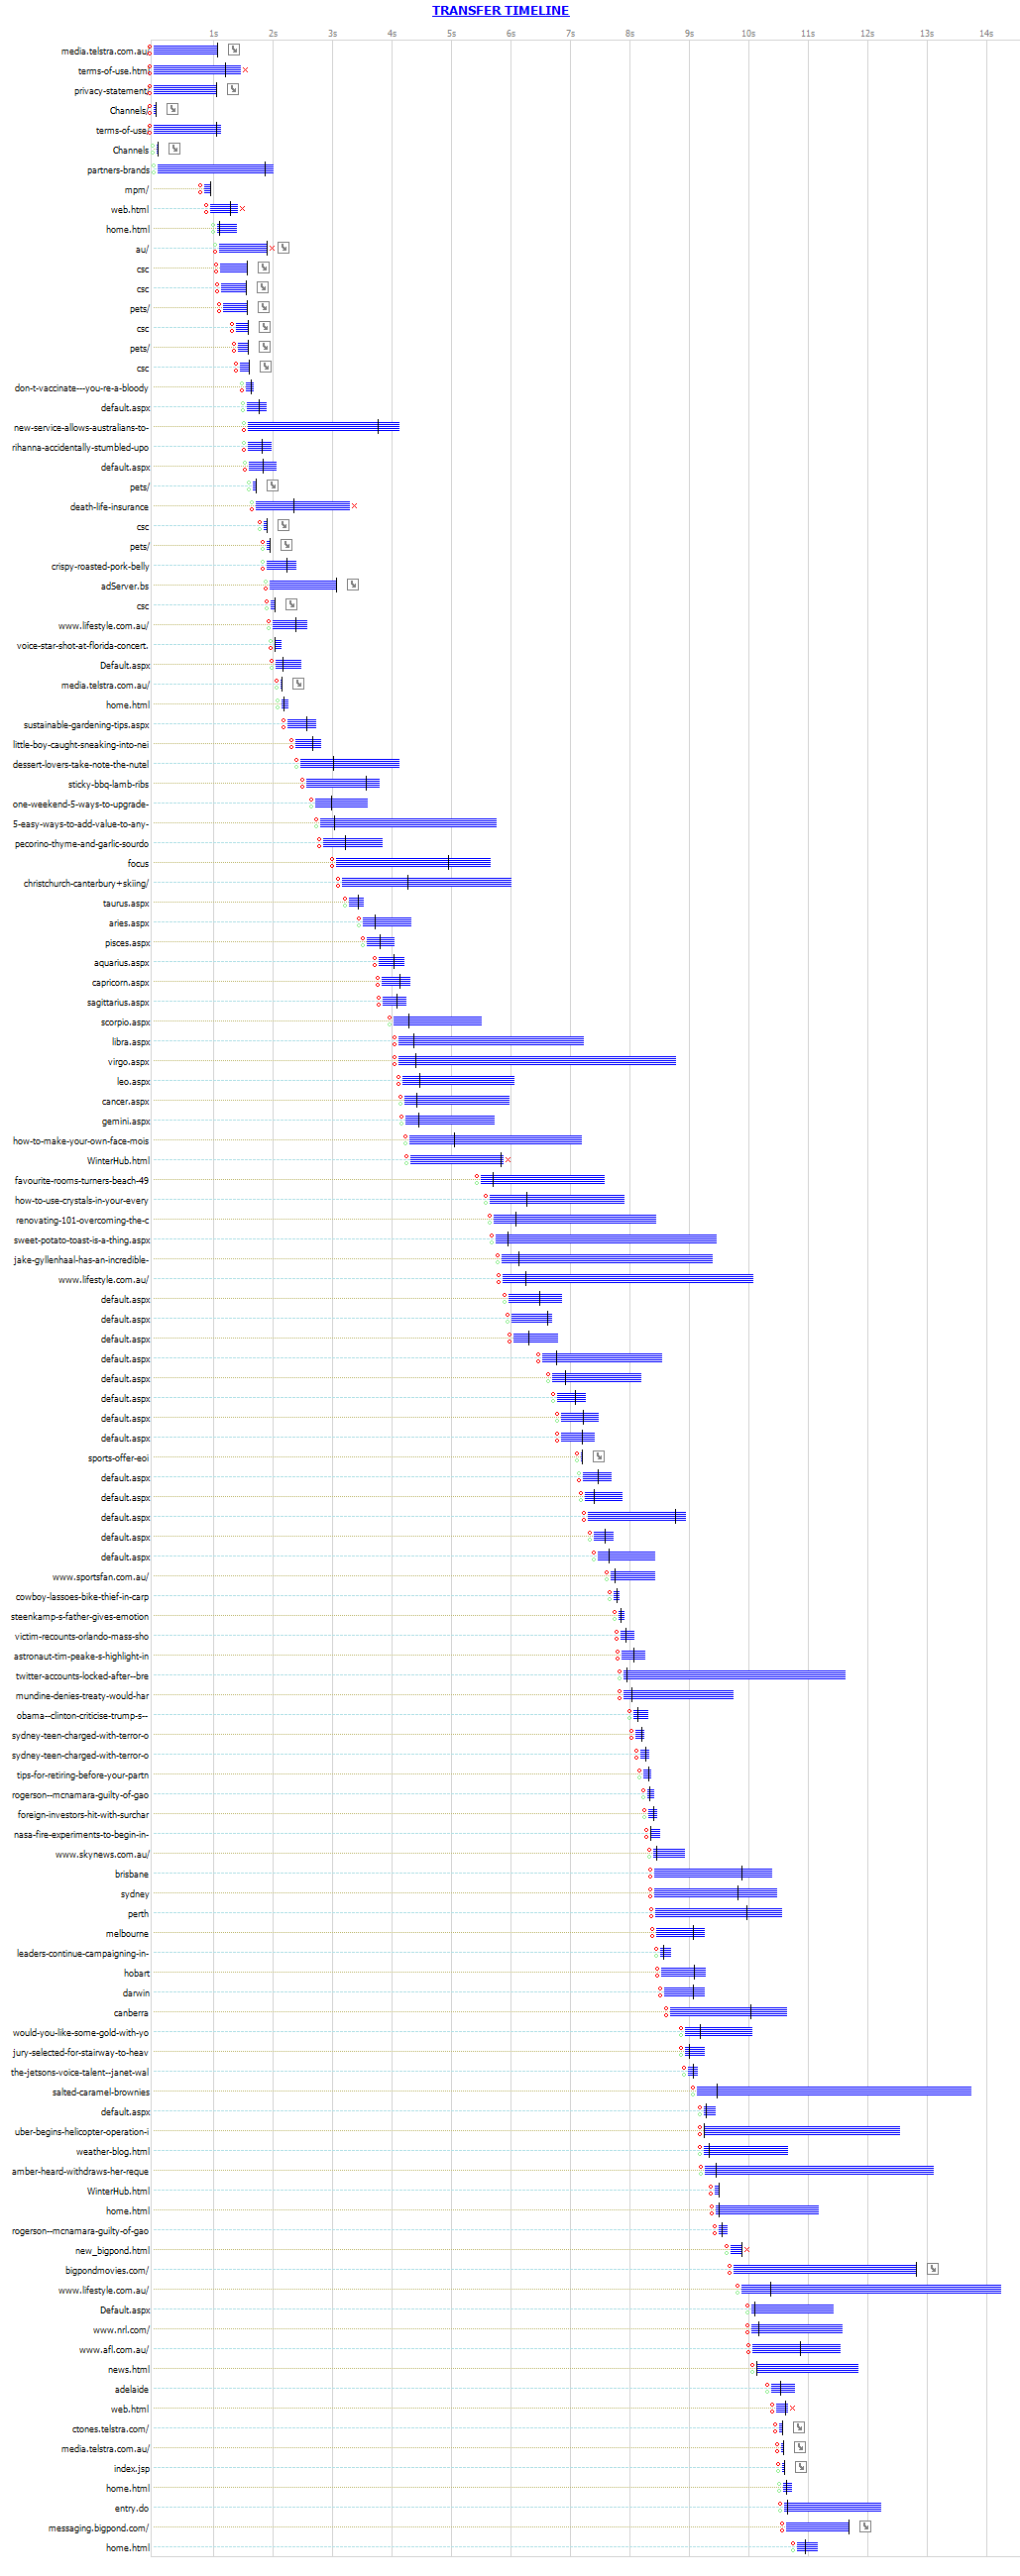 TRANSFER TIMELINE
1s 2s 3s 4s 5s 6s 7s 8s 9s 10s 11s 12s 13s 14s
media.telstra.com.au/
terms-of-use.htm
privacy-statement
Channels/
terms-of-use/
Channels
partners-brands
mpm/
web.html
home.html
au/
csc
csc
pets/
csc
pets/
csc
don-t-vaccinate---you-re-a-bloody
default.aspx
new-service-allows-australians-to-
rihanna-accidentally-stumbled-upo
default.aspx
pets/
death-life-insurance
csc
pets/
crispy-roasted-pork-belly
adServer.bs
csc
www.lifestyle.com.au/
voice-star-shot-at-florida-concert.
Default.aspx
media.telstra.com.au/
home.html
sustainable-gardening-tips.aspx
little-boy-caught-sneaking-into-nei
dessert-lovers-take-note-the-nutel
sticky-bbq-lamb-ribs
one-weekend-5-ways-to-upgrade-
5-easy-ways-to-add-value-to-any-
pecorino-thyme-and-garlic-sourdo
focus
christchurch-canterbury+skiing/
taurus.aspx
aries.aspx
pisces.aspx
aquarius.aspx
capricorn.aspx
sagittarius.aspx
scorpio.aspx
libra.aspx
virgo.aspx
leo.aspx
cancer.aspx
gemini.aspx
how-to-make-your-own-face-mois
WinterHub.html
favourite-rooms-turners-beach-49
how-to-use-crystals-in-your-every
renovating-101-overcoming-the-c
sweet-potato-toast-is-a-thing.aspx
jake-gyllenhaal-has-an-incredible-
www.lifestyle.com.au/
default.aspx
default.aspx
default.aspx
default.aspx
default.aspx
default.aspx
default.aspx
default.aspx
sports-offer-eoi
default.aspx
default.aspx
default.aspx
default.aspx
default.aspx
www.sportsfan.com.au/
cowboy-lassoes-bike-thief-in-carp
steenkamp-s-father-gives-emotion
victim-recounts-orlando-mass-sho
astronaut-tim-peake-s-highlight-in
twitter-accounts-locked-after--bre
mundine-denies-treaty-would-har
obama--clinton-criticise-trump-s--
sydney-teen-charged-with-terror-o
sydney-teen-charged-with-terror-o
tips-for-retiring-before-your-partn
rogerson--mcnamara-guilty-of-gao
foreign-investors-hit-with-surchar
nasa-fire-experiments-to-begin-in-
www.skynews.com.au/
brisbane
sydney
perth
melbourne
leaders-continue-campaigning-in-
hobart
darwin
canberra
would-you-like-some-gold-with-yo
jury-selected-for-stairway-to-heav
the-jetsons-voice-talent--janet-wal
salted-caramel-brownies
default.aspx
uber-begins-helicopter-operation-i
weather-blog.html
amber-heard-withdraws-her-reque
WinterHub.html
home.html
rogerson--mcnamara-guilty-of-gao
new_bigpond.html
bigpondmovies.com/
www.lifestyle.com.au/
Default.aspx
www.nrl.com/
www.afl.com.au/
news.html
adelaide
web.html
ctones.telstra.com/
media.telstra.com.au/
index.jsp
home.html
entry.do
messaging.bigpond.com/
home.html